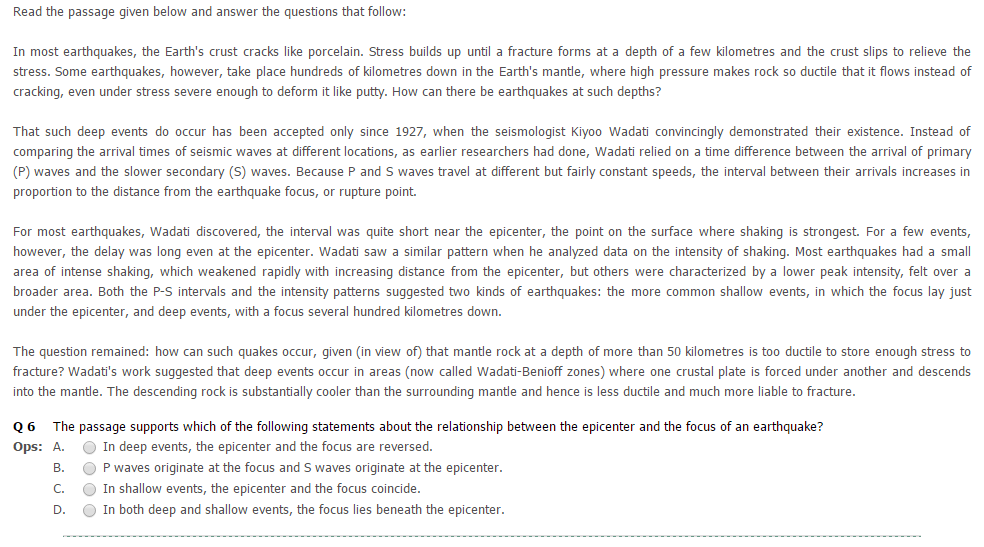 Read the passage given below and answer the questions that follow:
In most earthquakes, the Earth's crust cracks like porcelain. Stress builds up until a fracture forms at a depth of a few kilometres and the crust slips to relieve the
stress. Some earthquakes, however, take place hundreds of kilometres down in the Earth's mantle, where high pressure makes rock so ductile that it flows instead of
cracking, even under stress severe enough to deform it like putty. How can there be earthquakes at such depths?
That such deep events do occur has been accepted only since 1927, when the seismologist Kiyoo Wadati convincingly demonstrated their existence. Instead of
comparing the arrival times of seismic waves at different locations, as earlier researchers had done, Wadati relied on a time difference between the arrival of primary
(P) waves and the slower secondary (S) waves. Because P and S waves travel at different but fairly constant speeds, the interval between their arrivals increases in
proportion to the distance from the earthquake focus, or rupture point.
For most earthquakes, Wadati discovered, the interval was quite short near the epicenter, the point on the surface where shaking is strongest. For a few events,
however, the delay was long even at the epicenter. Wadati saw a similar pattern when he analyzed data on the intensity of shaking. Most earthquakes had a small
area of intense shaking, which weakened rapidly with increasing distance from the epicenter, but others were characterized by a lower peak intensity, felt over a
broader area. Both the P-S intervals and the intensity patterns suggested two kinds of earthquakes: the more common shallow events, in which the focus lay just
under the epicenter, and deep events, with a focus several hundred kilometres down.
The question remained: how can such quakes occur, given (in view of) that mantle rock at a depth of more than 50 kilometres is too ductile to store enough stress to
fracture? Wadati's work suggested that deep events occur in areas (now called Wadati-Benioff zones) where one crustal plate is forced under another and descends
into the mantle. The descending rock is substantially cooler than the surrounding mantle and hence is less ductile and much more liable to fracture.
Q 6 The passage supports which of the following statements about the relationship between the epicenter and the focus of an earthquake?
Ops: A. In deep events, the epicenter and the focus are reversed.
B. P waves originate at the focus and S waves originate at the epicenter.
C. In shallow events, the epicenter and the focus coincide.
D. In both deep and shallow events, the focus lies beneath the epicenter.